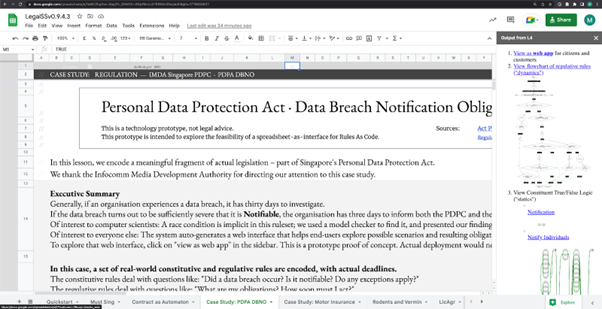 LegalSSv0.9.4.3
File Edit View Insert Format Data Tools Extensions Help Last edit was 34 minutes ago
Share
M
100%
M1
TRUE
CASE STUDY: REGULATION — IMDA Singapore PDPC - PDPA DBNO
Personal Data Protection Act · Data Breach Notification Oblig
This is a technology prototype, not legal advice.
Sources: Act P
This prototype is intended to explore the feasibility of a spreadsheet-as-interface for Rules As Code.
Regul
In this lesson, we encode a meaningful fragment of actual legislation – part of Singapore's Personal Data Protection Act.
We thank the Infocomm Media Development Authority for directing our attention to this case study.
Executive Summary
Generally, if an organisation experiences a data breach, it has thirty days to investigate.
If the data breach turns out to be sufficiently severe that it is Notifiable, the organisation has three days to inform both the PDPC and the
Of interest to computer scientists: A race condition is implicit in this ruleset; we used a model checker to find it, and presented our finding
Of interest to everyone else: The system auto-generates a web interface that helps end-users explore possible scenarios and resulting obligat
To explore that web interface, click on "view as web app" in the sidebar. This is a prototype proof of concept. Actual deployment would ne
In this case, a set of real-world constitutive and regulative rules are encoded, with actual deadlines.
The constitutive rules deal with questions like: "Did a data breach occur? Is it notifiable? Do any exceptions apply?"
The regulative rules deal with questions like: "What are my obligations? How soon must I act?"
Output from L4
1. View as web app for citizens and customers
2. View flowchart of regulative rules ("dynamics")
3. View Constituent True/False Logic ("statics")
Notification
Notify Individuals
Quickstart
Must Sing
Contract as Automaton
Case Study: PDPA DBNO
Case Study: Motor Insurance
Rodents and Vermin
LicAgr
Explore